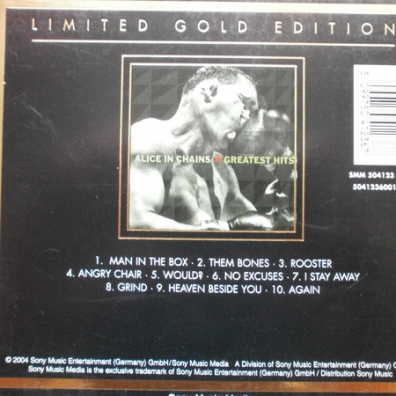 LIMITED GOLD EDITION
ALICE IN CHAINS GREATEST HITS
SMM 504123
5041236001
1. MAN IN THE BOX · 2. THEM BONES · 3. ROOSTER
4. ANGRY CHAIR · 5. WOULD? · 6. NO EXCUSES · 7. I STAY AWAY
8. GRIND · 9. HEAVEN BESIDE YOU · 10. AGAIN
© 2004 Sony Music Entertainment (Germany) GmbH/Sony Music Media A Division of Sony Music Entertainment (Germany) G
Sony Music Media is the exclusive trademark of Sony Music Entertainment (Germany) GmbH / Distribution Sony Music